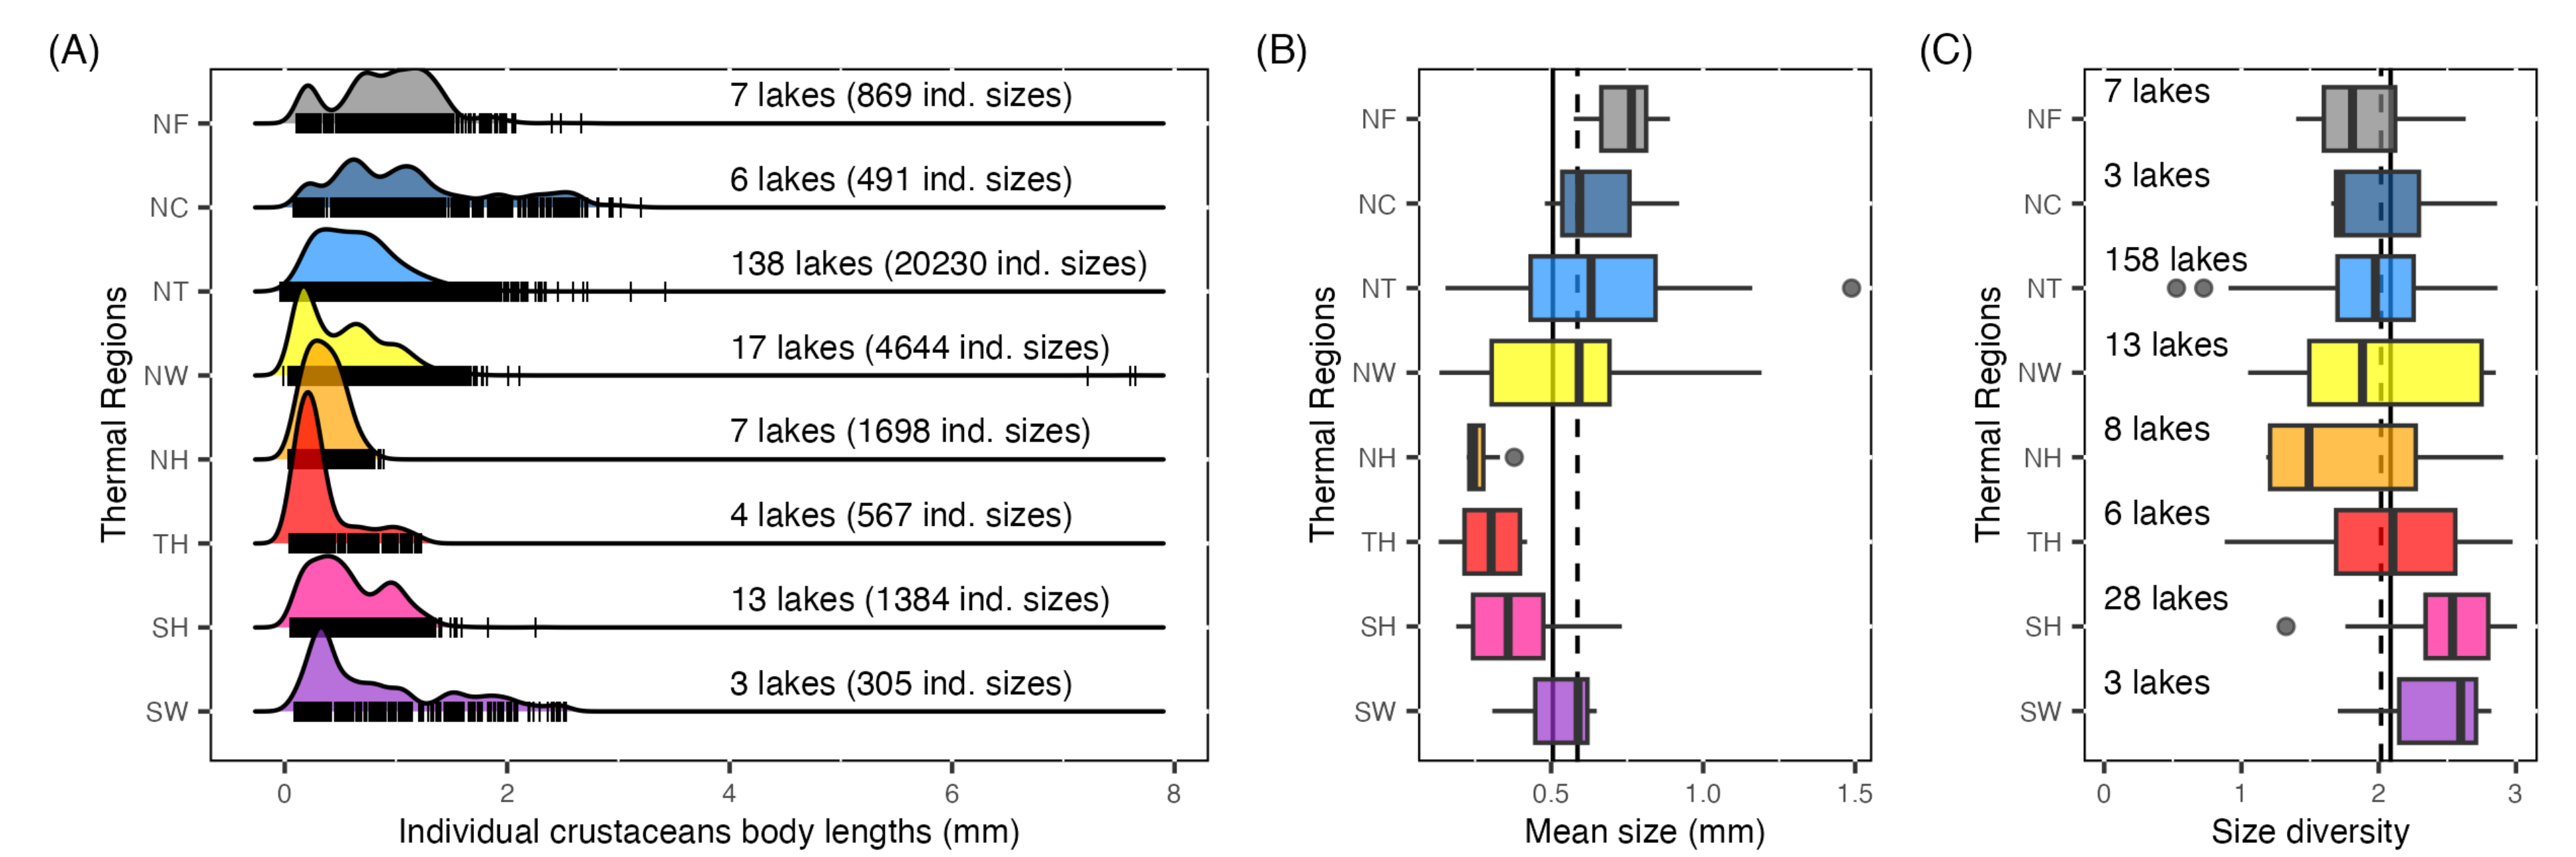 (A)
Thermal Regions
NF
7 lakes (869 ind. sizes)
NC
6 lakes (491 ind. sizes)
NT
138 lakes (20230 ind. sizes)
NW
17 lakes (4644 ind. sizes)
NH
7 lakes (1698 ind. sizes)
TH
4 lakes (567 ind. sizes)
SH
13 lakes (1384 ind. sizes)
SW
3 lakes (305 ind. sizes)
0 2 4 6 8
Individual crustaceans body lengths (mm)
(B)
Thermal Regions
NF
NC
NT
NW
NH
TH
SH
SW
0.5 1.0 1.5
Mean size (mm)
(C)
Thermal Regions
NF
7 lakes
NC
3 lakes
NT
158 lakes
NW
13 lakes
NH
8 lakes
TH
6 lakes
SH
28 lakes
SW
3 lakes
0 1 2 3
Size diversity